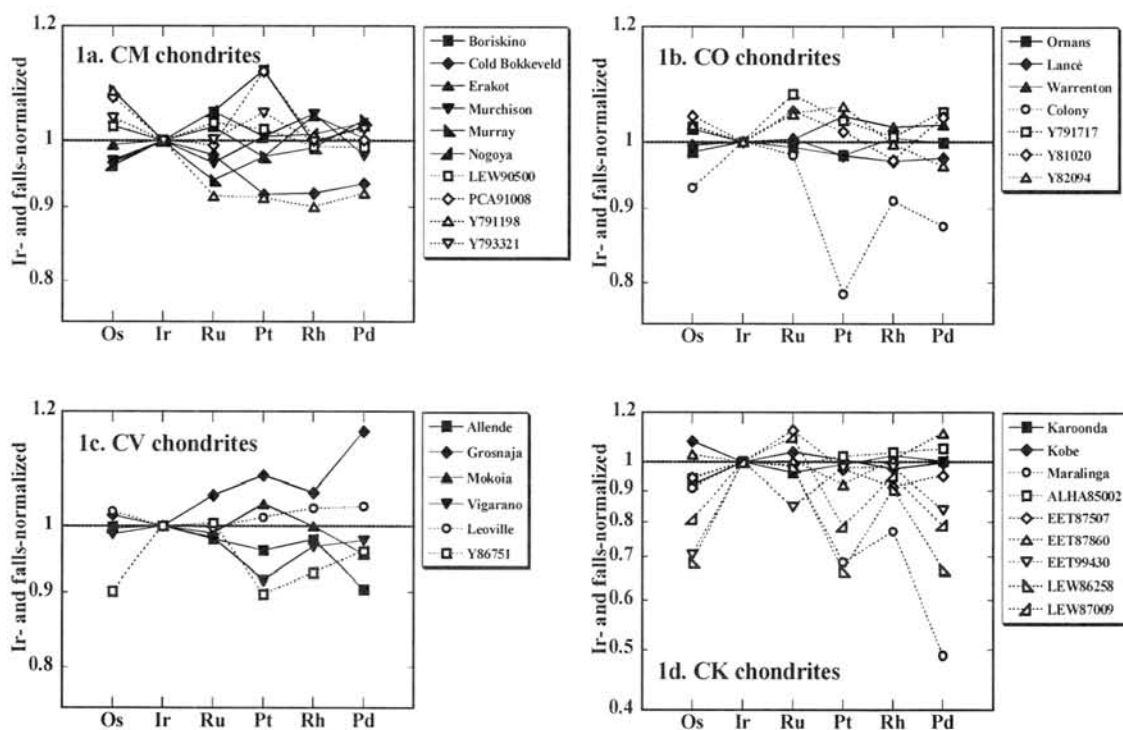 1a. CM chondrites
Ir- and falls-normalized
1.2
1
0.9
0.8
Os Ir Ru Pt Rh Pd
Boriskino
Cold Bokkeveld
Erakot
Murchison
Murray
Nogoya
LEW90500
PCA91008
Y791198
Y793321
1b. CO chondrites
Ir- and falls-normalized
1.2
1
0.9
0.8
Os Ir Ru Pt Rh Pd
Ornans
Lancé
Warrenton
Colony
Y791717
Y81020
Y82094
1c. CV chondrites
Ir- and falls-normalized
1.2
1
0.9
0.8
Os Ir Ru Pt Rh Pd
Allende
Grosnaja
Mokoia
Vigarano
Leoville
Y86751
1d. CK chondrites
Ir- and falls-normalized
1.2
1
0.9
0.8
0.7
0.6
0.5
0.4
Os Ir Ru Pt Rh Pd
Karoonda
Kobe
Maralinga
ALHA85002
EET87507
EET87860
EET99430
LEW86258
LEW87009